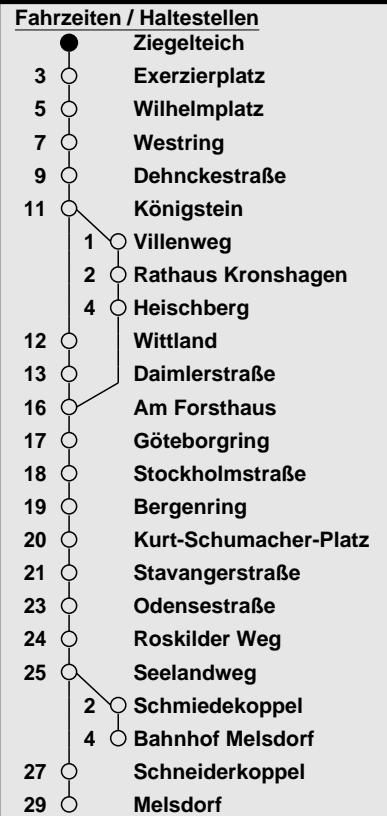 Fahrzeiten / Haltestellen
Ziegelteich
3 Exerzierplatz
5 Wilhelmplatz
7 Westring
9 Dehnckestraße
11 Königstein
1 Villenweg
2 Rathaus Kronshagen
4 Heischberg
12 Wittland
13 Daimlerstraße
16 Am Forsthaus
17 Göteborgring
18 Stockholmstraße
19 Bergenring
20 Kurt-Schumacher-Platz
21 Stavangerstraße
23 Odensestraße
24 Roskilder Weg
25 Seelandweg
2 Schmiedekoppel
4 Bahnhof Melsdorf
27 Schneiderkoppel
29 Melsdorf